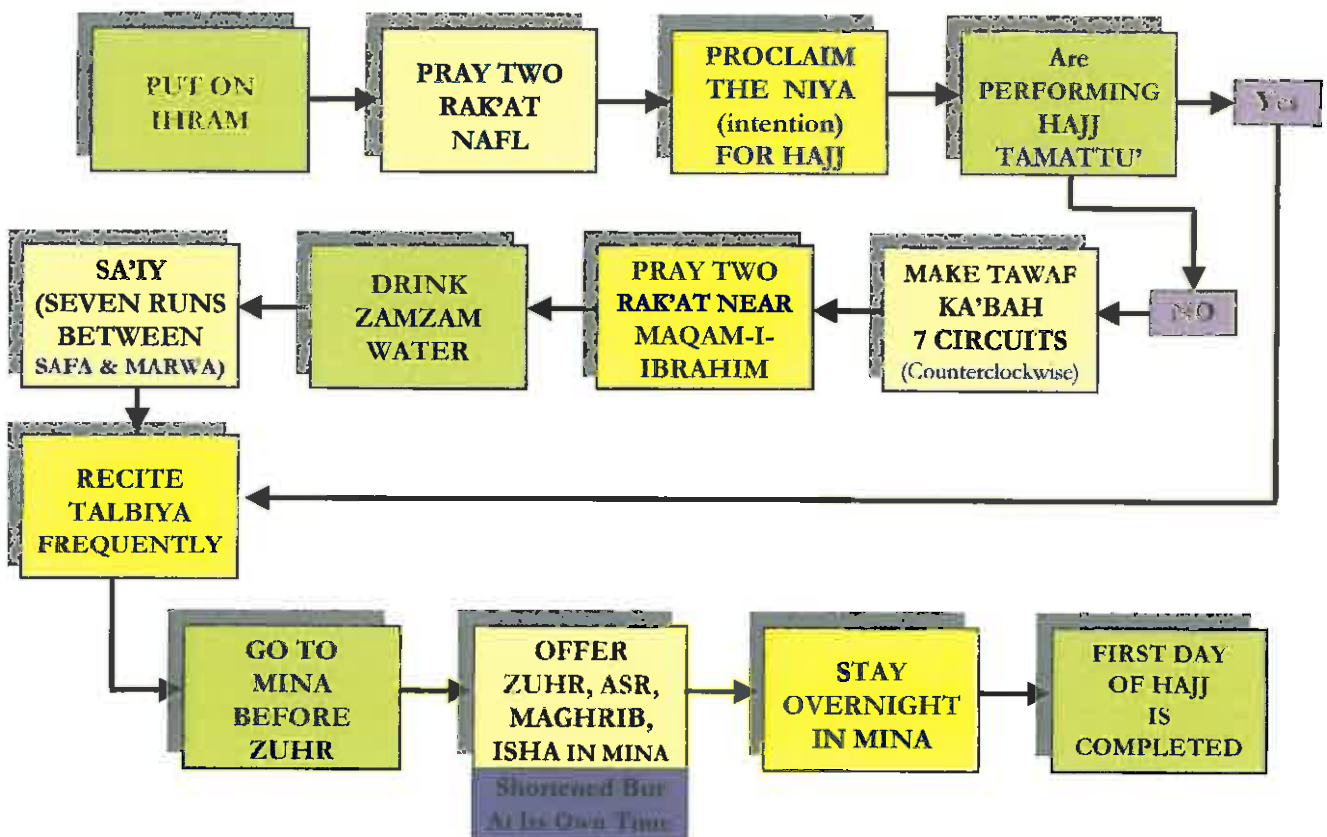 PUT ON
IHRAM
PRAY TWO
RAK'AT
NAFL
PROCLAIM
THE NIYA
(intention)
FOR HAJJ
Are
PERFORMING
HAJJ
TAMATTU'
Yes
NO
MAKE TAWAF
KA'BAH
7 CIRCUITS
(Counterclockwise)
PRAY TWO
RAK'AT NEAR
MAQAM-I-
IBRAHIM
DRINK
ZAMZAM
WATER
SA'IY
(SEVEN RUNS
BETWEEN
SAFA & MARWA)
RECITE
TALBIYA
FREQUENTLY
GO TO
MINA
BEFORE
ZUHR
OFFER
ZUHR, ASR,
MAGHRIB,
ISHA IN MINA
Shortened But
At Its Own Time
STAY
OVERNIGHT
IN MINA
FIRST DAY
OF HAJJ
IS
COMPLETED